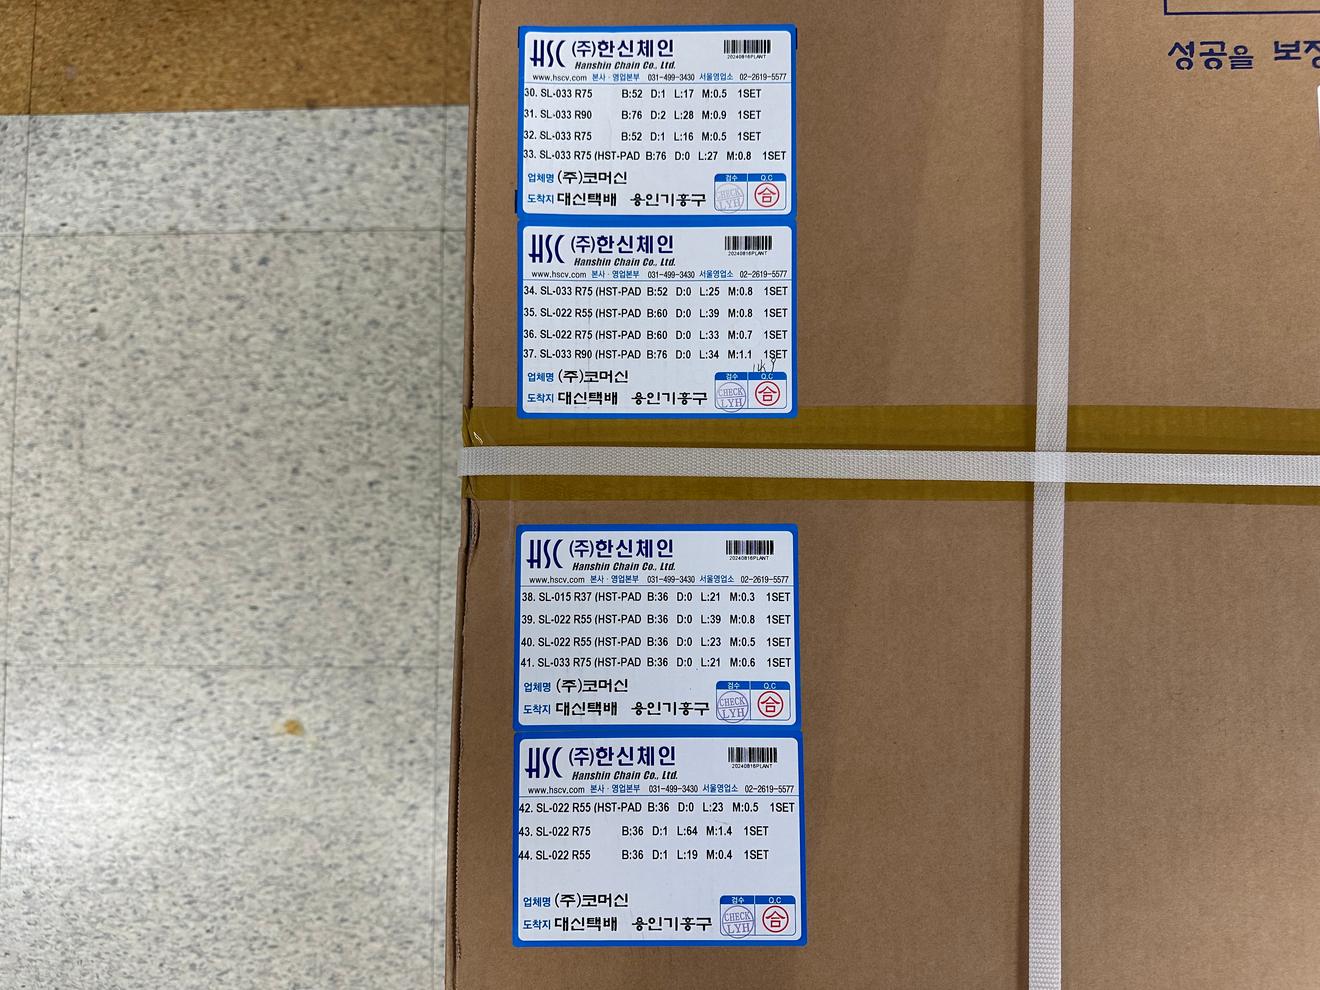 성공을 보장
HSC (주)한신체인
Hanshin Chain Co., Ltd.
20240816PLANT
www.hscv.com 본사·영업본부 031-499-3430 서울영업소 02-2619-5577
30. SL-033 R75 B:52 D:1 L:17 M:0.5 1SET
31. SL-033 R90 B:76 D:2 L:28 M:0.9 1SET
32. SL-033 R75 B:52 D:1 L:16 M:0.5 1SET
33. SL-033 R75 (HST-PAD B:76 D:0 L:27 M:0.8 1SET
업체명 (주)코머신
도착지 대신택배 용인기흥구
검수 Q.C
CHECK LYH 合
HSC (주)한신체인
Hanshin Chain Co., Ltd.
20240816PLANT
www.hscv.com 본사·영업본부 031-499-3430 서울영업소 02-2619-5577
34. SL-033 R75 (HST-PAD B:52 D:0 L:25 M:0.8 1SET
35. SL-022 R55 (HST-PAD B:60 D:0 L:39 M:0.8 1SET
36. SL-022 R75 (HST-PAD B:60 D:0 L:33 M:0.7 1SET
37. SL-033 R90 (HST-PAD B:76 D:0 L:34 M:1.1 1SET
업체명 (주)코머신
도착지 대신택배 용인기흥구
검수 Q.C
CHECK LYH 合
HSC (주)한신체인
Hanshin Chain Co., Ltd.
20240816PLANT
www.hscv.com 본사·영업본부 031-499-3430 서울영업소 02-2619-5577
38. SL-015 R37 (HST-PAD B:36 D:0 L:21 M:0.3 1SET
39. SL-022 R55 (HST-PAD B:36 D:0 L:39 M:0.8 1SET
40. SL-022 R55 (HST-PAD B:36 D:0 L:23 M:0.5 1SET
41. SL-033 R75 (HST-PAD B:36 D:0 L:21 M:0.6 1SET
업체명 (주)코머신
도착지 대신택배 용인기흥구
검수 Q.C
CHECK LYH 合
HSC (주)한신체인
Hanshin Chain Co., Ltd.
20240816PLANT
www.hscv.com 본사·영업본부 031-499-3430 서울영업소 02-2619-5577
42. SL-022 R55 (HST-PAD B:36 D:0 L:23 M:0.5 1SET
43. SL-022 R75 B:36 D:1 L:64 M:1.4 1SET
44. SL-022 R55 B:36 D:1 L:19 M:0.4 1SET
업체명 (주)코머신
도착지 대신택배 용인기흥구
검수 Q.C
CHECK LYH 合